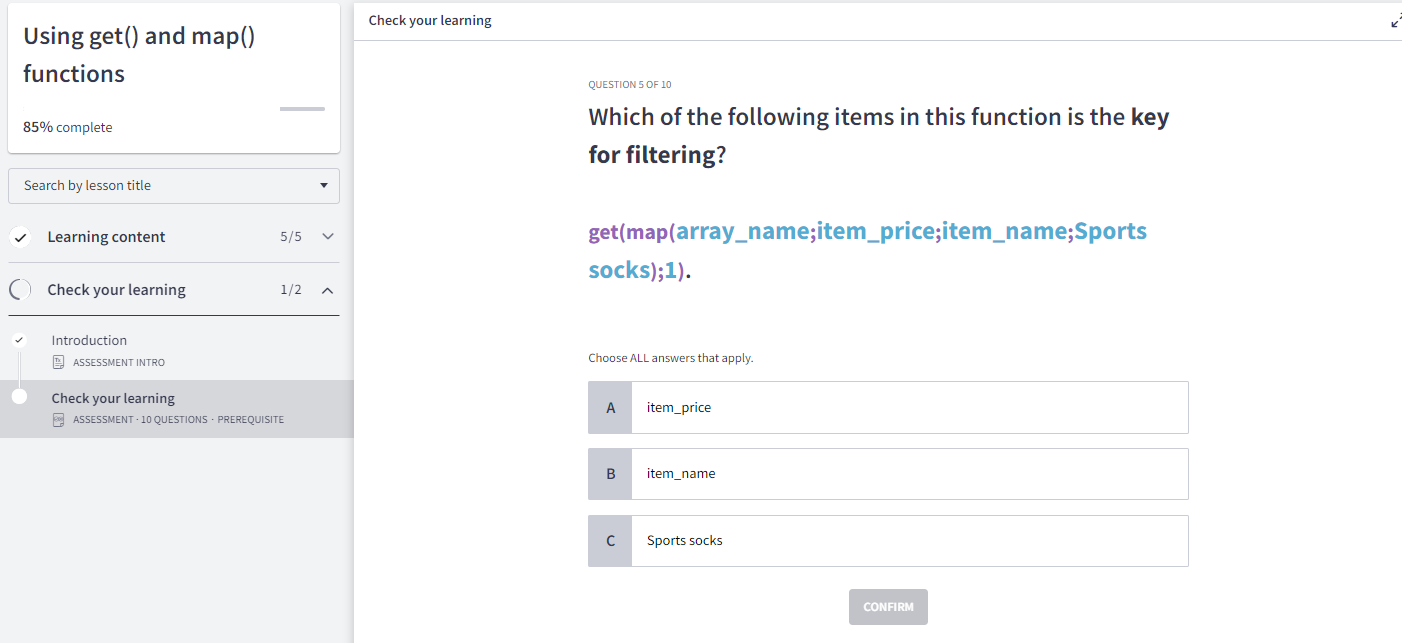 Using get() and map()
functions
85% complete
Search by lesson title
Learning content 5/5
Check your learning 1/2
Introduction
ASSESSMENT INTRO
Check your learning
ASSESSMENT · 10 QUESTIONS · PREREQUISITE
Check your learning
QUESTION 5 OF 10
Which of the following items in this function is the key
for filtering?
get(map(array_name;item_price;item_name;Sports
socks);1).
Choose ALL answers that apply.
A item_price
B item_name
C Sports socks
CONFIRM